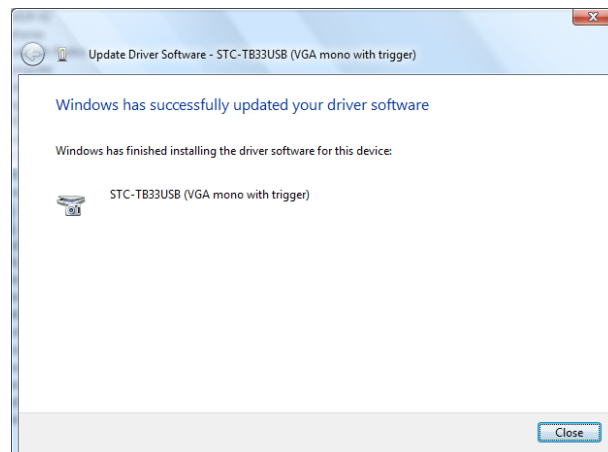 Update Driver Software - STC-TB33USB (VGA mono with trigger)
Windows has successfully updated your driver software
Windows has finished installing the driver software for this device:
STC-TB33USB (VGA mono with trigger)
Close